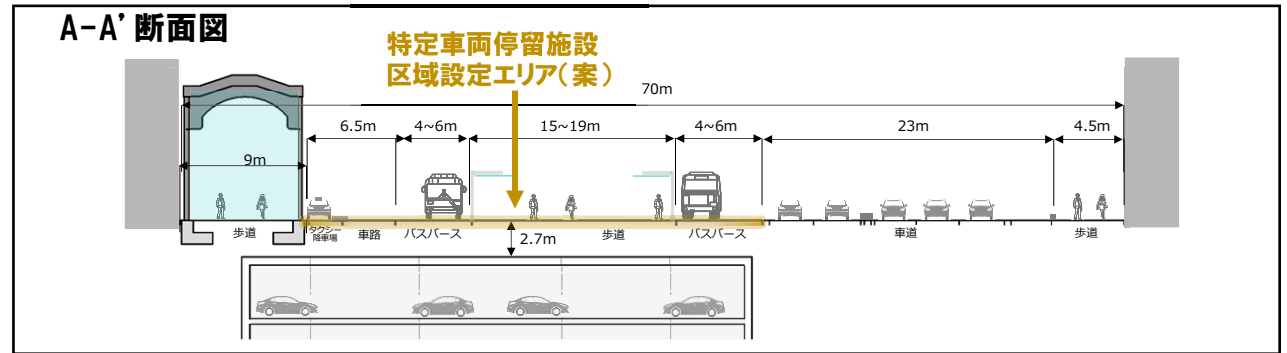 A-A’断面図
特定車両停留施設
区域設定エリア(案)
70m
6.5m
4~6m
15~19m
4~6m
23m
4.5m
9m
歩道
タクシー
降車場
車路
バスバース
歩道
バスバース
車道
歩道
2.7m